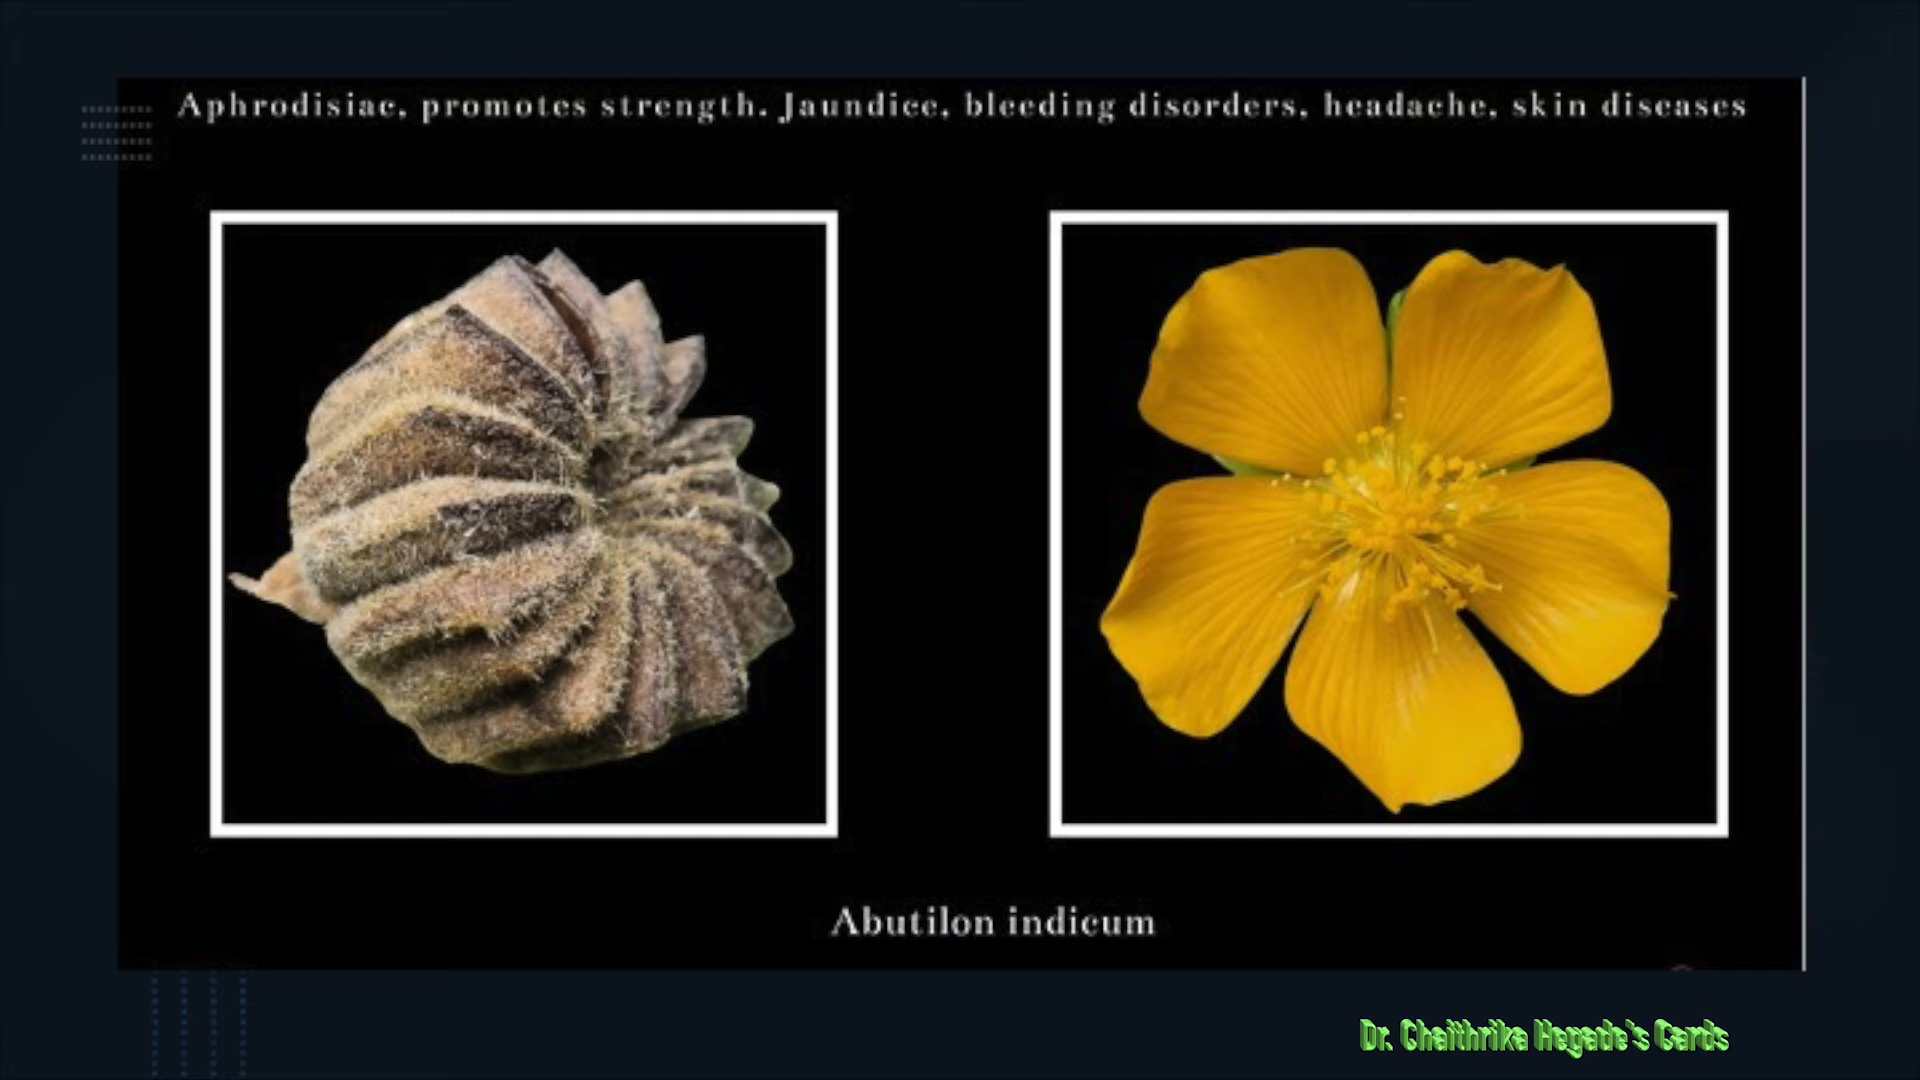 Aphrodisiac, promotes strength. Jaundice, bleeding disorders, headache, skin diseases
Abutilon indicum
Dr. Chaithrika Hegade's Cards